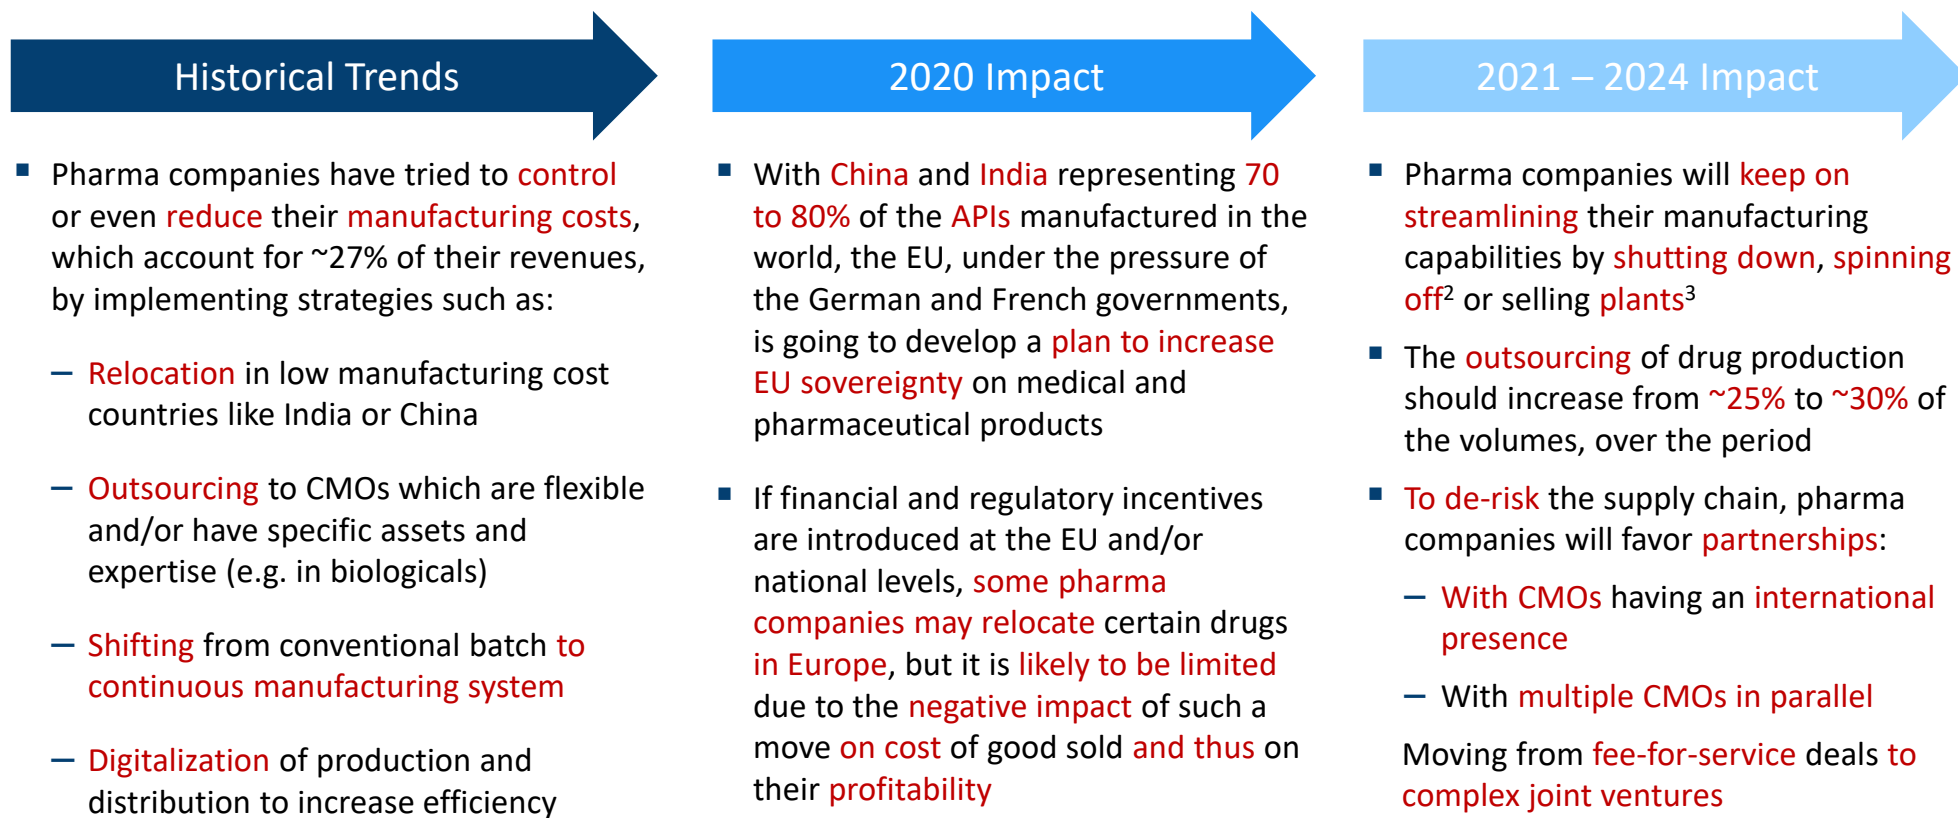 Historical Trends
▪ Pharma companies have tried to control
or even reduce their manufacturing costs,
which account for ~27% of their revenues,
by implementing strategies such as:
– Relocation in low manufacturing cost
countries like India or China
– Outsourcing to CMOs which are flexible
and/or have specific assets and
expertise (e.g. in biologicals)
– Shifting from conventional batch to
continuous manufacturing system
– Digitalization of production and
distribution to increase efficiency
2020 Impact
▪ With China and India representing 70
to 80% of the APIs manufactured in the
world, the EU, under the pressure of
the German and French governments,
is going to develop a plan to increase
EU sovereignty on medical and
pharmaceutical products
▪ If financial and regulatory incentives
are introduced at the EU and/or
national levels, some pharma
companies may relocate certain drugs
in Europe, but it is likely to be limited
due to the negative impact of such a
move on cost of good sold and thus on
their profitability
2021 – 2024 Impact
▪ Pharma companies will keep on
streamlining their manufacturing
capabilities by shutting down, spinning
off² or selling plants³
▪ The outsourcing of drug production
should increase from ~25% to ~30% of
the volumes, over the period
▪ To de-risk the supply chain, pharma
companies will favor partnerships:
– With CMOs having an international
presence
– With multiple CMOs in parallel
Moving from fee-for-service deals to
complex joint ventures